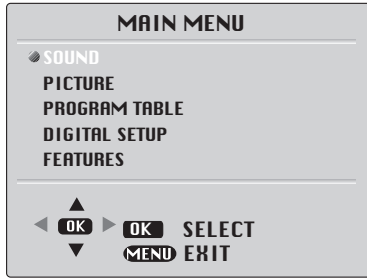 MAIN MENU
SOUND
PICTURE
PROGRAM TABLE
DIGITAL SETUP
FEATURES
OK OK SELECT
MENU EXIT